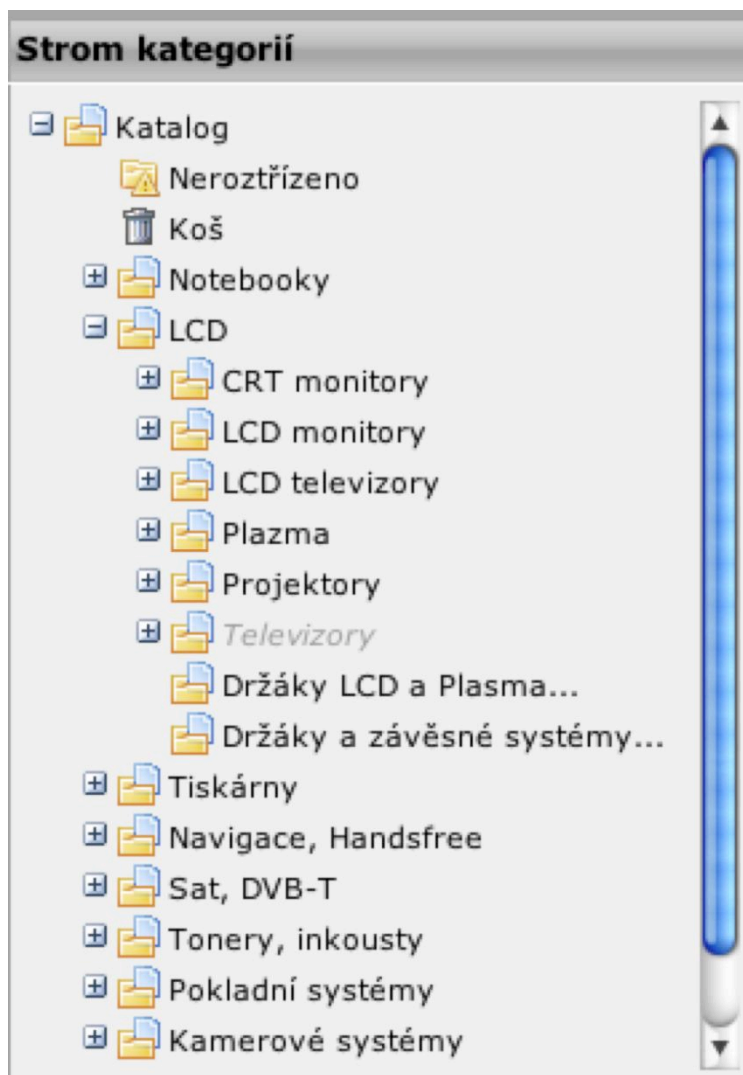 Strom kategorií
Katalog
Neroztřízeno
Koš
Notebooky
LCD
CRT monitory
LCD monitory
LCD televizory
Plazma
Projektory
Televizory
Držáky LCD a Plasma...
Držáky a závěsné systémy...
Tiskárny
Navigace, Handsfree
Sat, DVB-T
Tonery, inkousty
Pokladní systémy
Kamerové systémy